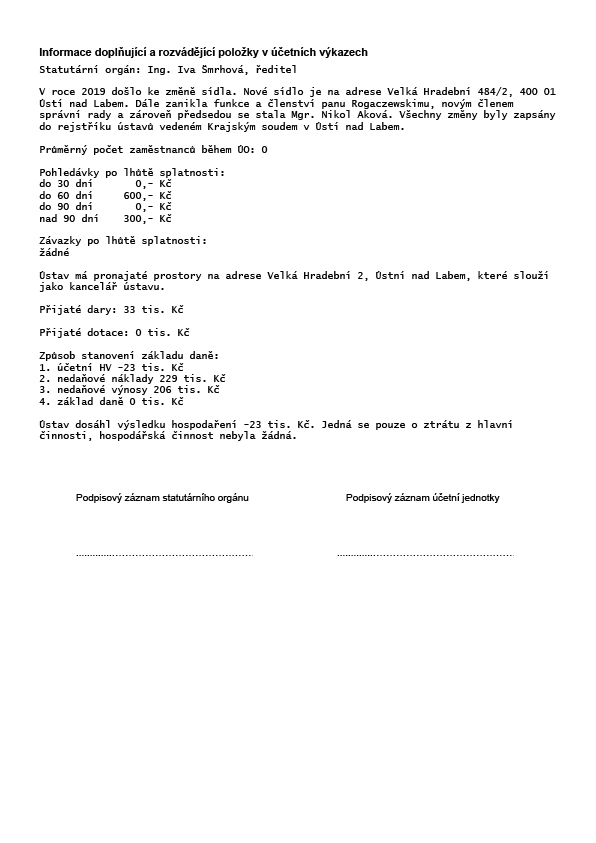 Informace doplňující a rozvádějící položky v účetních výkazech
Statutární orgán: Ing. Iva Šmrhová, ředitel
V roce 2019 došlo ke změně sídla. Nové sídlo je na adrese Velká Hradební 484/2, 400 01
Ústí nad Labem. Dále zanikla funkce a členství panu Rogaczewskimu, novým členem
správní rady a zároveň předsedou se stala Mgr. Nikol Aková. Všechny změny byly zapsány
do rejstříku ústavů vedeném Krajským soudem v Ústí nad Labem.
Průměrný počet zaměstnanců během ÚO: 0
Pohledávky po lhůtě splatnosti:
do 30 dní 0,- Kč
do 60 dní 600,- Kč
do 90 dní 0,- Kč
nad 90 dní 300,- Kč
Závazky po lhůtě splatnosti:
žádné
Ústav má pronajaté prostory na adrese Velká Hradební 2, Ústní nad Labem, které slouží
jako kancelář ústavu.
Přijaté dary: 33 tis. Kč
Přijaté dotace: 0 tis. Kč
Způsob stanovení základu daně:
1. účetní HV -23 tis. Kč
2. nedaňové náklady 229 tis. Kč
3. nedaňové výnosy 206 tis. Kč
4. základ daně 0 tis. Kč
Ústav dosáhl výsledku hospodaření -23 tis. Kč. Jedná se pouze o ztrátu z hlavní
činnosti, hospodářská činnost nebyla žádná.
Podpisový záznam statutárního orgánu Podpisový záznam účetní jednotky